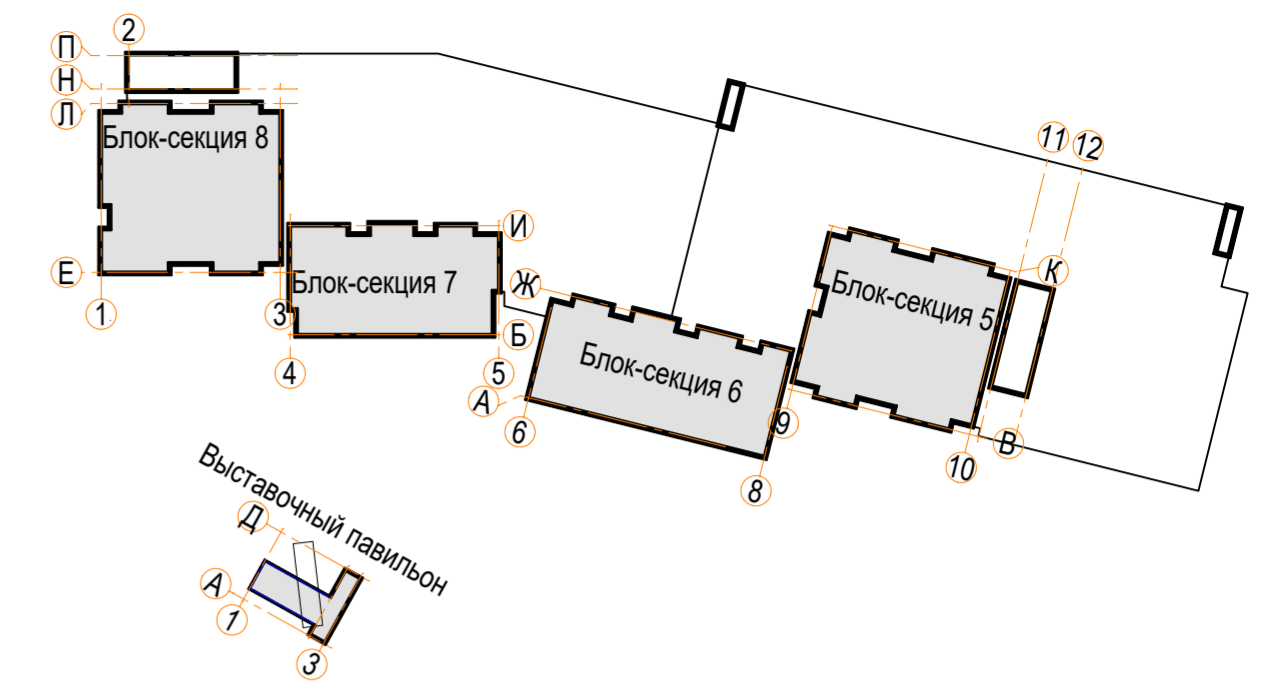 2
П
Н
Л
Блок-секция 8
11
12
И
Е
Блок-секция 7
Ж
К
Блок-секция 5
1
3
Б
4
5
Блок-секция 6
А
6
9
В
10
8
Выставочный павильон
Д
А
1
3